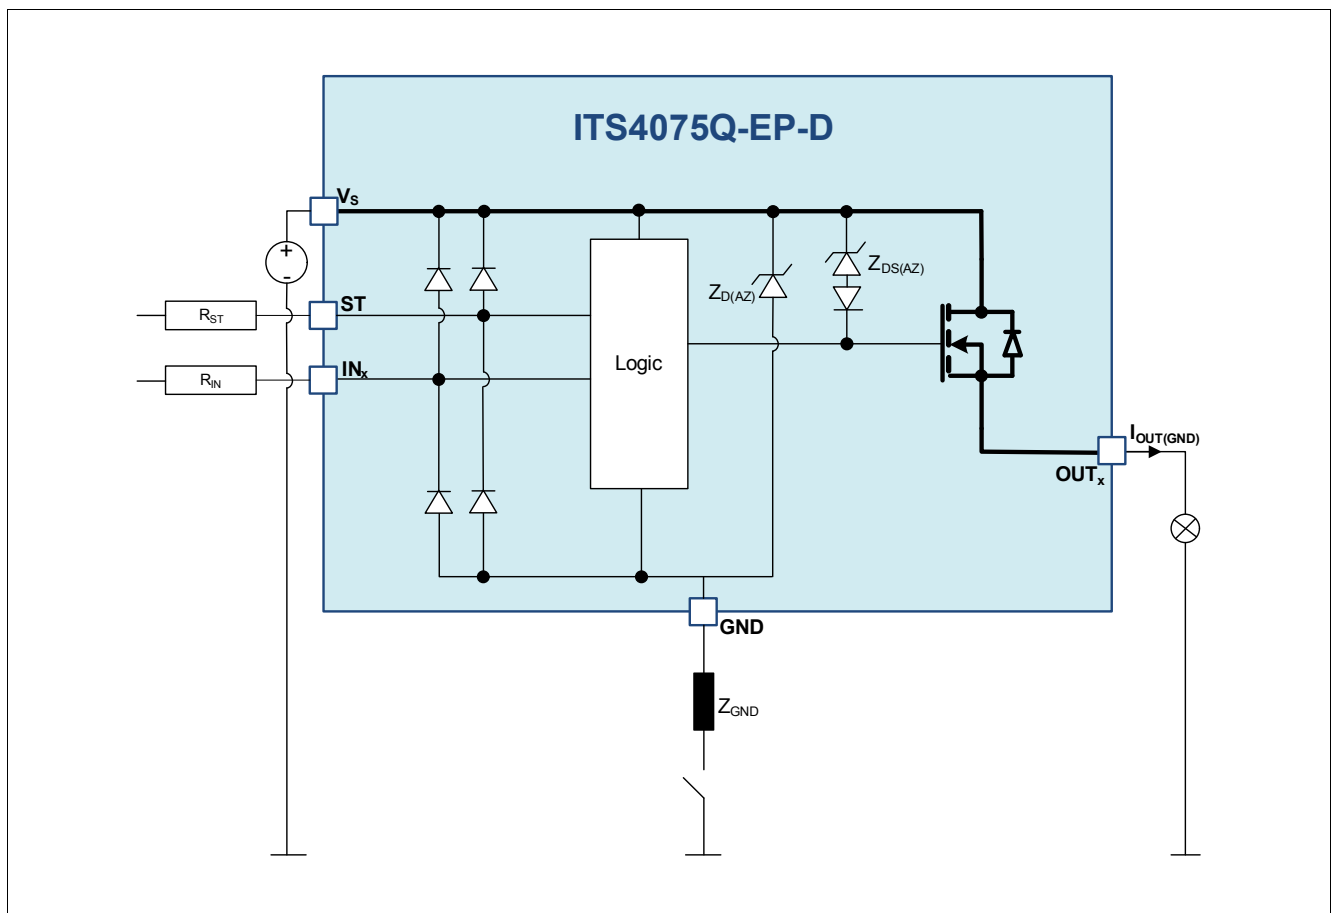 ITS4075Q-EP-D
VS
+
-
ZDS(AZ)
ZD(AZ)
ST
RST
Logic
INx
RIN
IOUT(GND)
OUTx
GND
ZGND